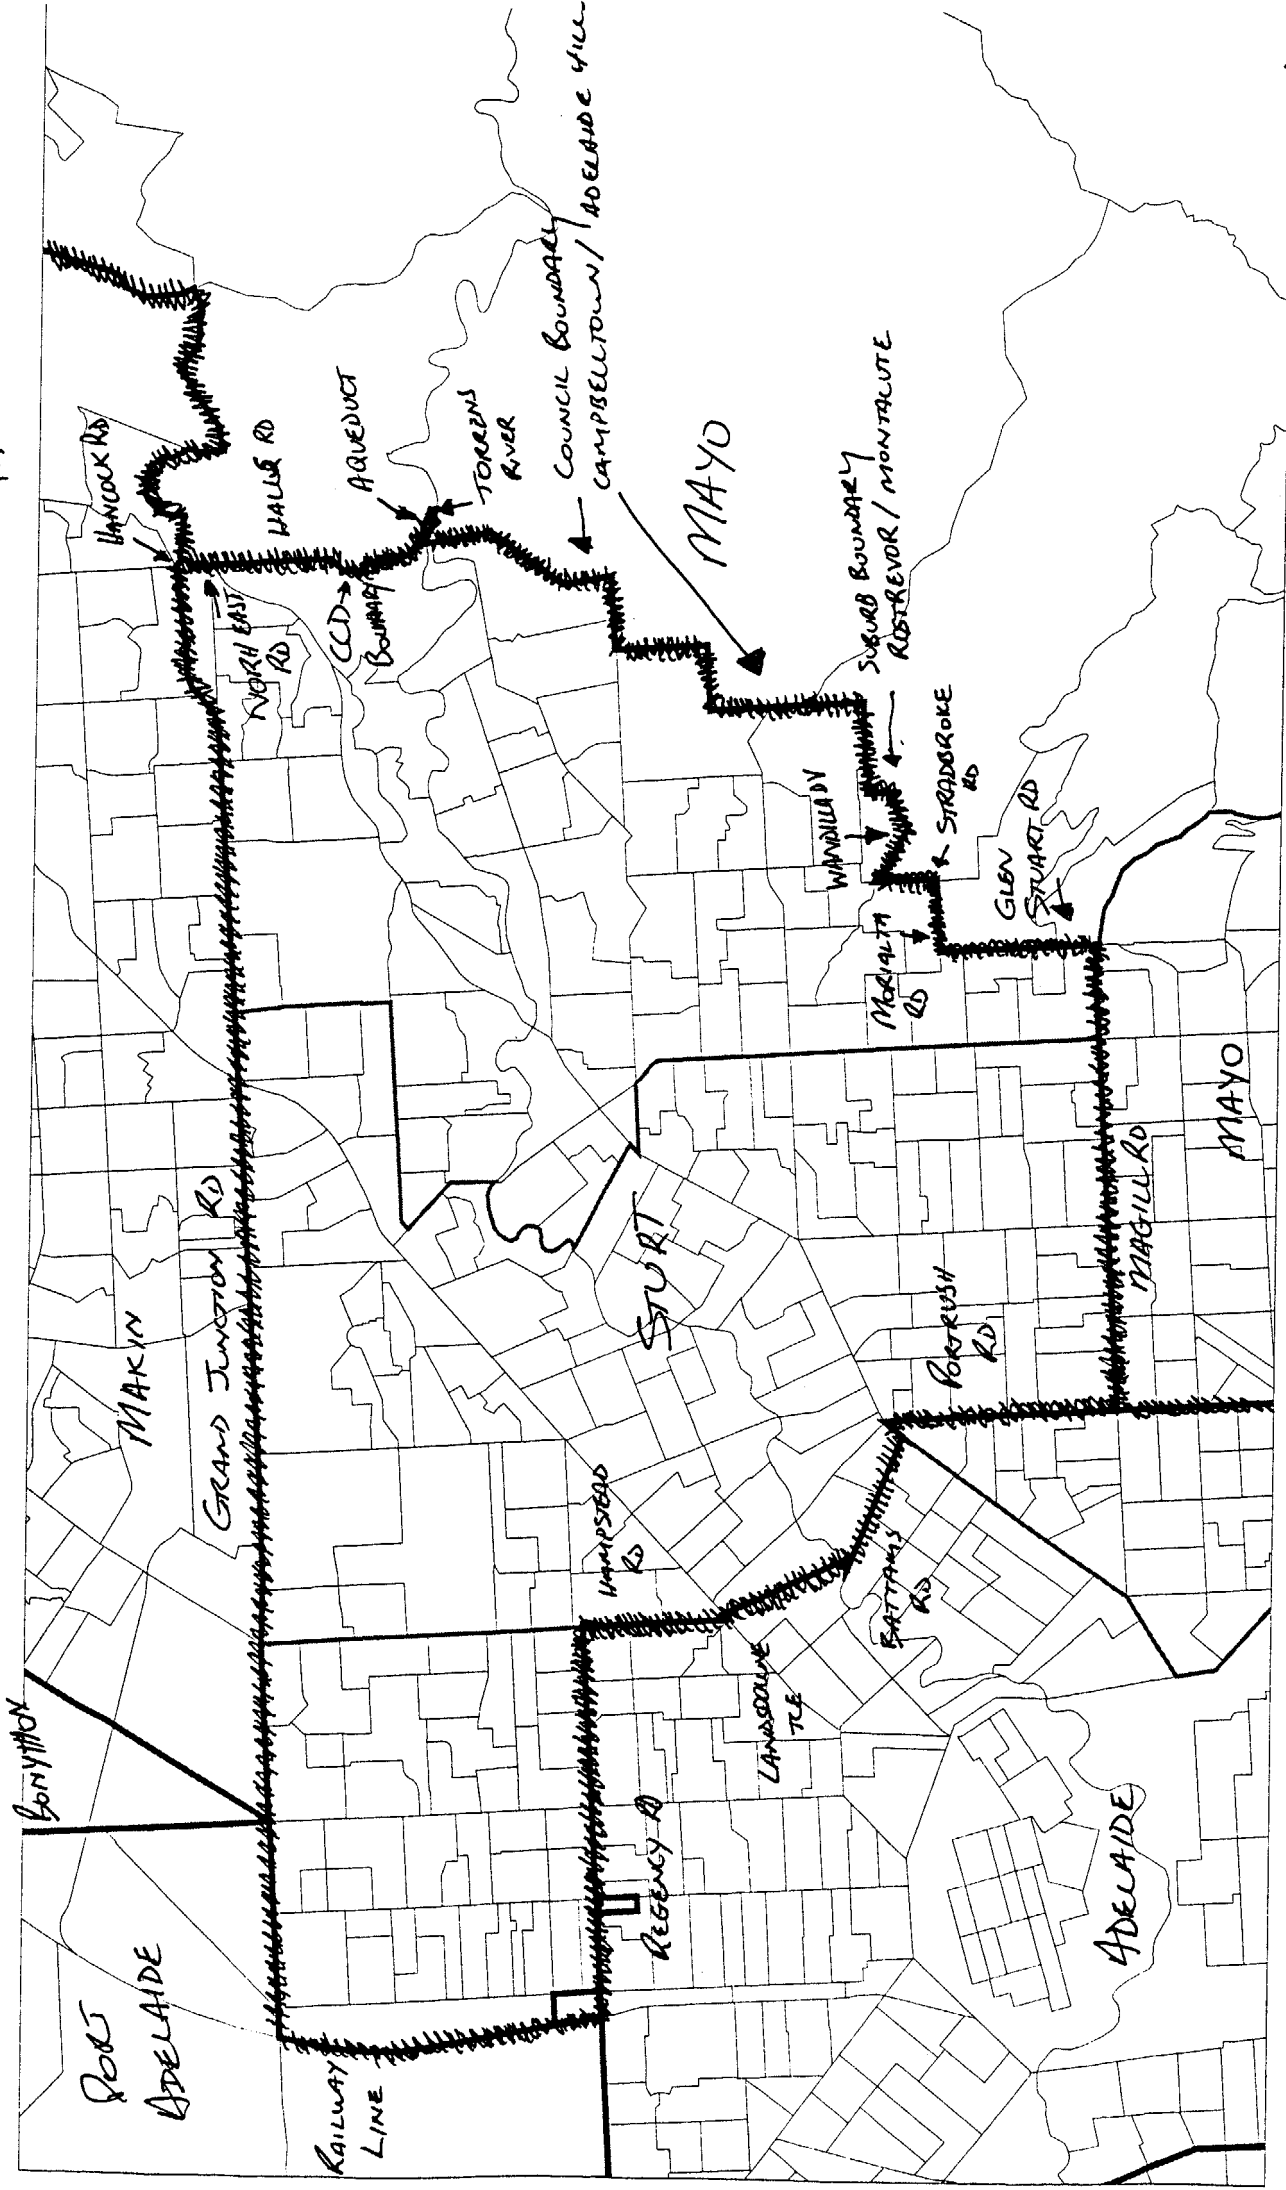 BONYTHON
PORT
ADELAIDE
RAILWAY
LINE
MAKIN
GRAND JUNCTION RD
HANCOCK RD
NORTH EAST
RD
HALLS RD
CCD
BOUNARY
AQUEDUCT
TORRENS
RIVER
COUNCIL BOUNDARY
CAMPBELLTOWN / ADELAIDE HILL
MAYO
SUBURB BOUNDARY
ROSTREVOR / MONTACUTE
WANDILLA DV
STRADBROKE
RD
MORIALTA
RD
GLEN
STUART RD
STURT
HAMPSTEAD
RD
LANSDOWNE
TCE
BATTAMS
RD
PORTRUSH
RD
MAGILL RD
MAYO
REGENCY RD
ADELAIDE